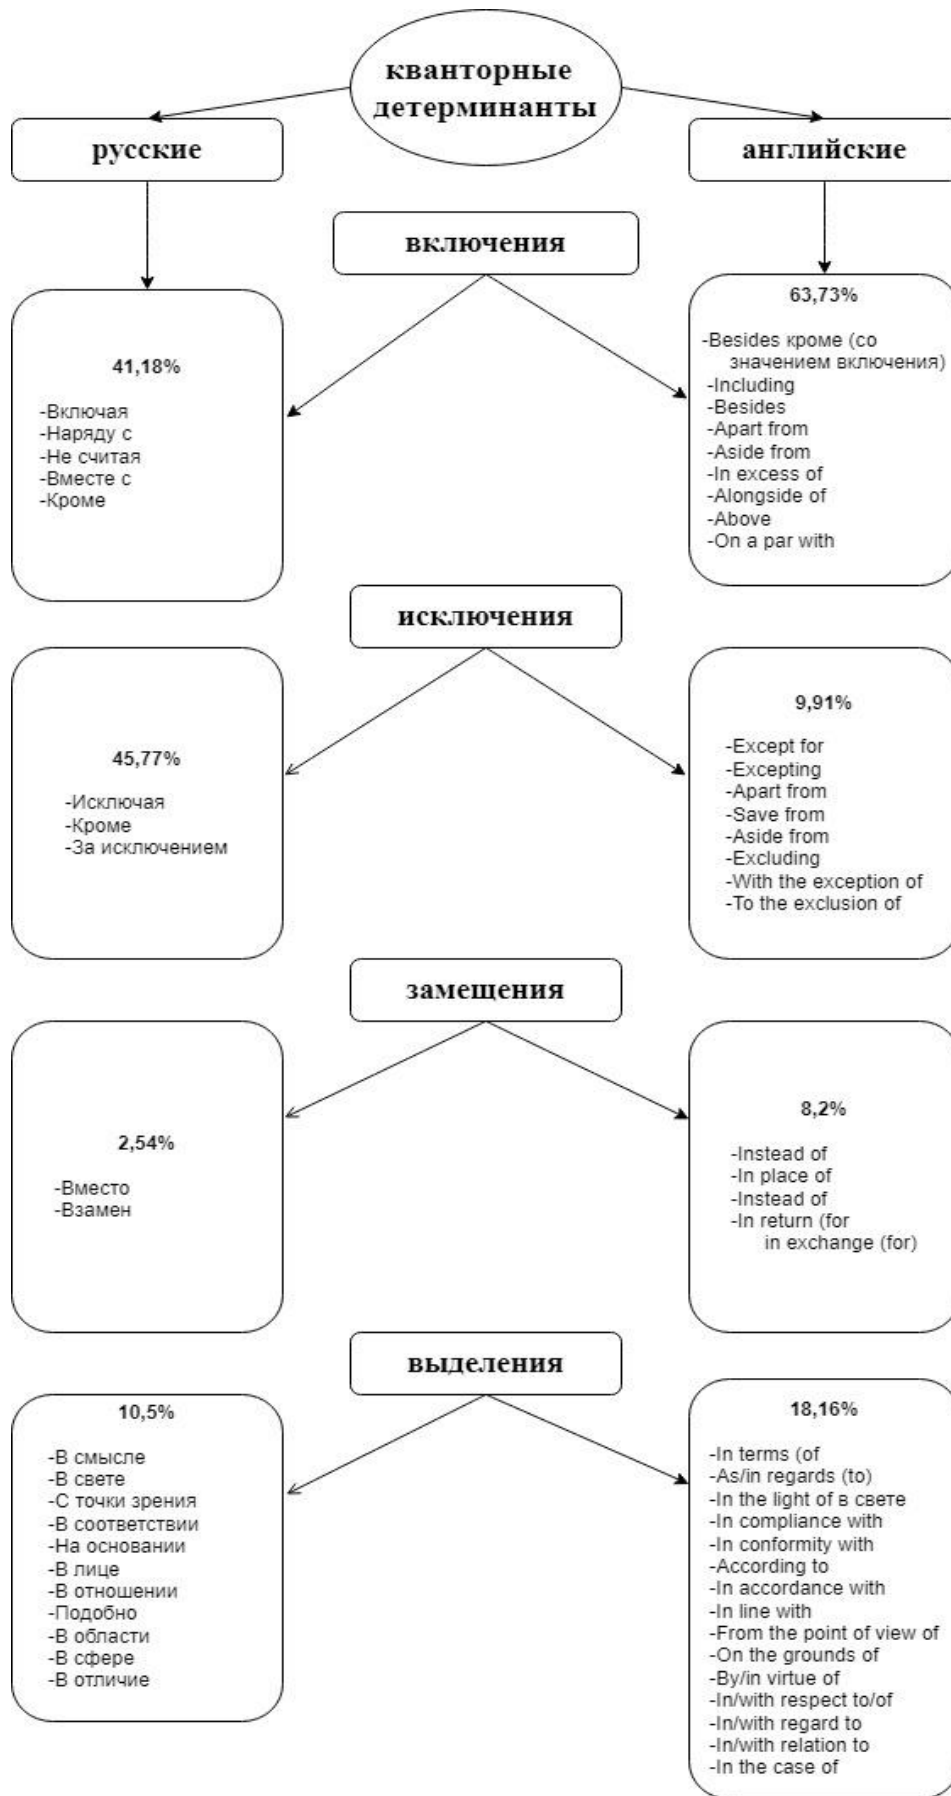 кванторные
детерминанты
русские
английские
включения
41,18%
-Включая
-Наряду с
-Не считая
-Вместе с
-Кроме
63,73%
-Besides кроме (со
значением включения)
-Including
-Besides
-Apart from
-Aside from
-In excess of
-Alongside of
-Above
-On a par with
исключения
45,77%
-Исключая
-Кроме
-За исключением
9,91%
-Except for
-Excepting
-Apart from
-Save from
-Aside from
-Excluding
-With the exception of
-To the exclusion of
замещения
2,54%
-Вместо
-Взамен
8,2%
-Instead of
-In place of
-Instead of
-In return (for
in exchange (for)
выделения
10,5%
-В смысле
-В свете
-С точки зрения
-В соответствии
-На основании
-В лице
-В отношении
-Подобно
-В области
-В сфере
-В отличие
18,16%
-In terms (of
-As/in regards (to)
-In the light of в свете
-In compliance with
-In conformity with
-According to
-In accordance with
-In line with
-From the point of view of
-On the grounds of
-By/in virtue of
-In/with respect to/of
-In/with regard to
-In/with relation to
-In the case of